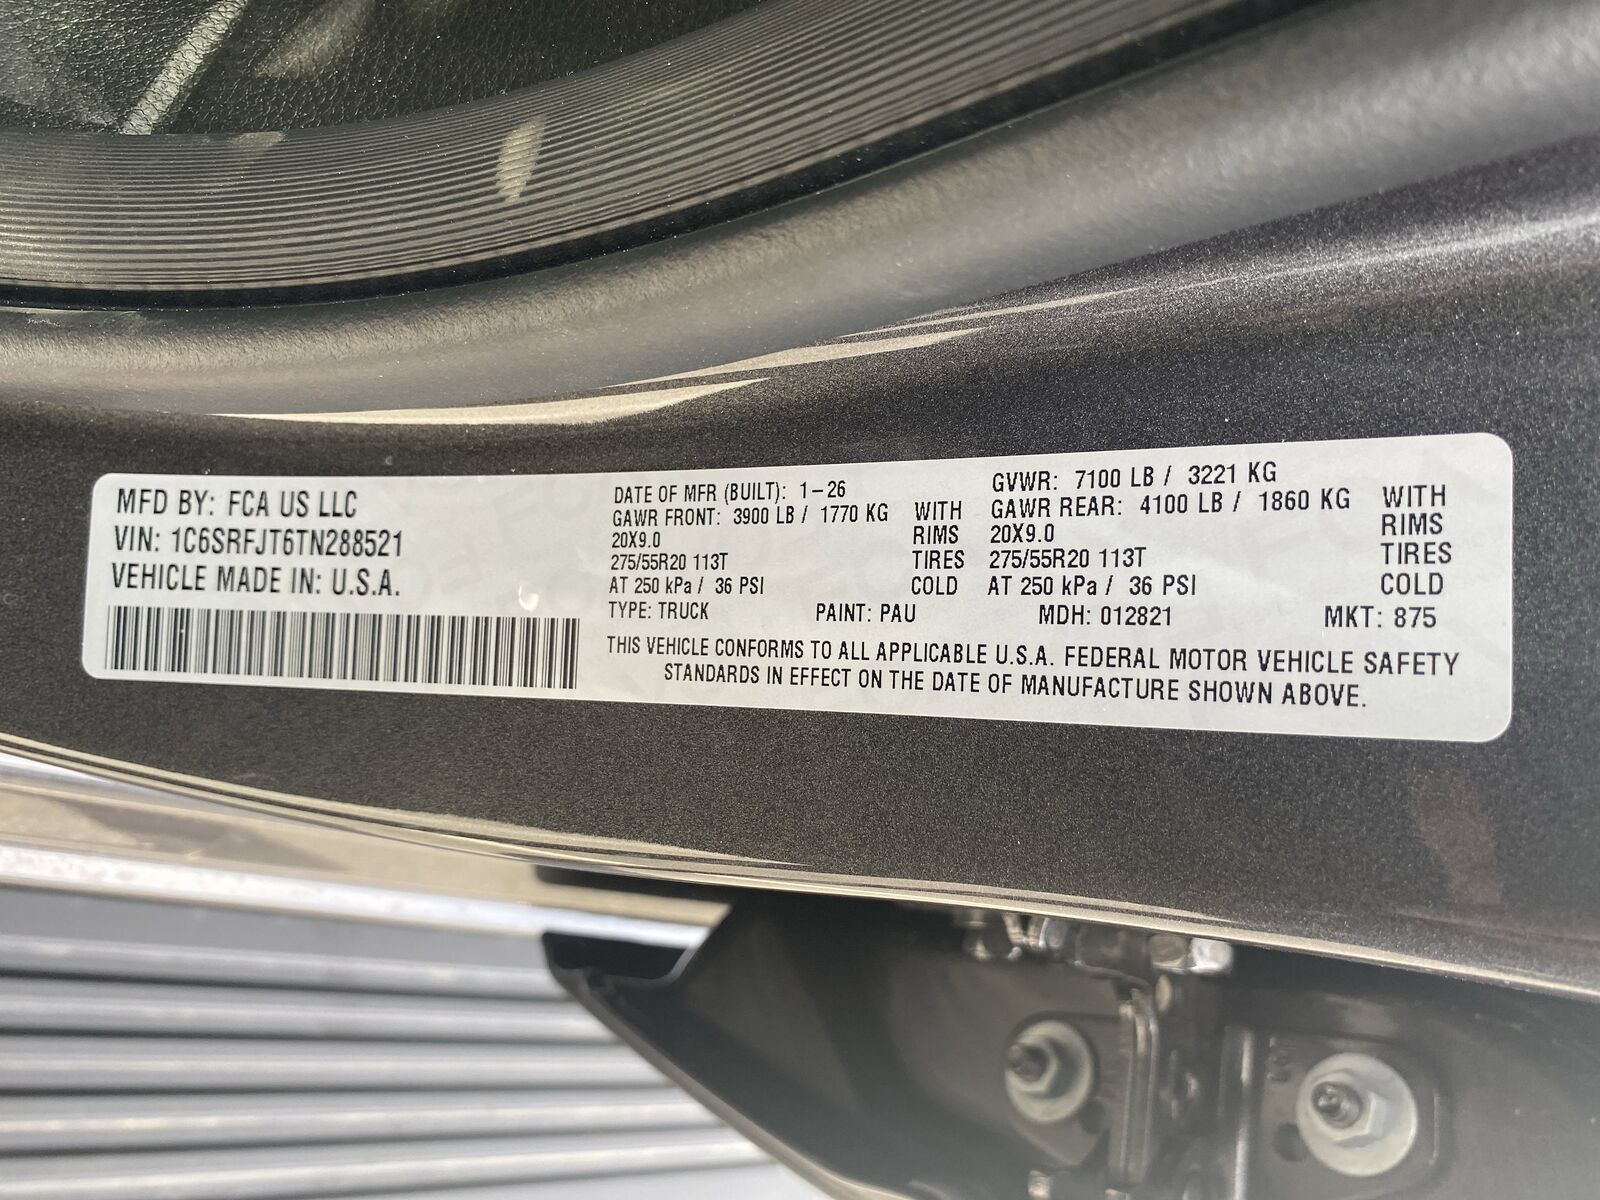 MFD BY: FCA US LLC
VIN: 1C6SRFJT6TN288521
VEHICLE MADE IN: U.S.A.
DATE OF MFR (BUILT): 1-26
GAWR FRONT: 3900 LB / 1770 KG WITH
20X9.0 RIMS
275/55R20 113T TIRES
AT 250 kPa / 36 PSI COLD
GVWR: 7100 LB / 3221 KG
GAWR REAR: 4100 LB / 1860 KG WITH
20X9.0 RIMS
275/55R20 113T TIRES
AT 250 kPa / 36 PSI COLD
TYPE: TRUCK PAINT: PAU MDH: 012821 MKT: 875
THIS VEHICLE CONFORMS TO ALL APPLICABLE U.S.A. FEDERAL MOTOR VEHICLE SAFETY
STANDARDS IN EFFECT ON THE DATE OF MANUFACTURE SHOWN ABOVE.